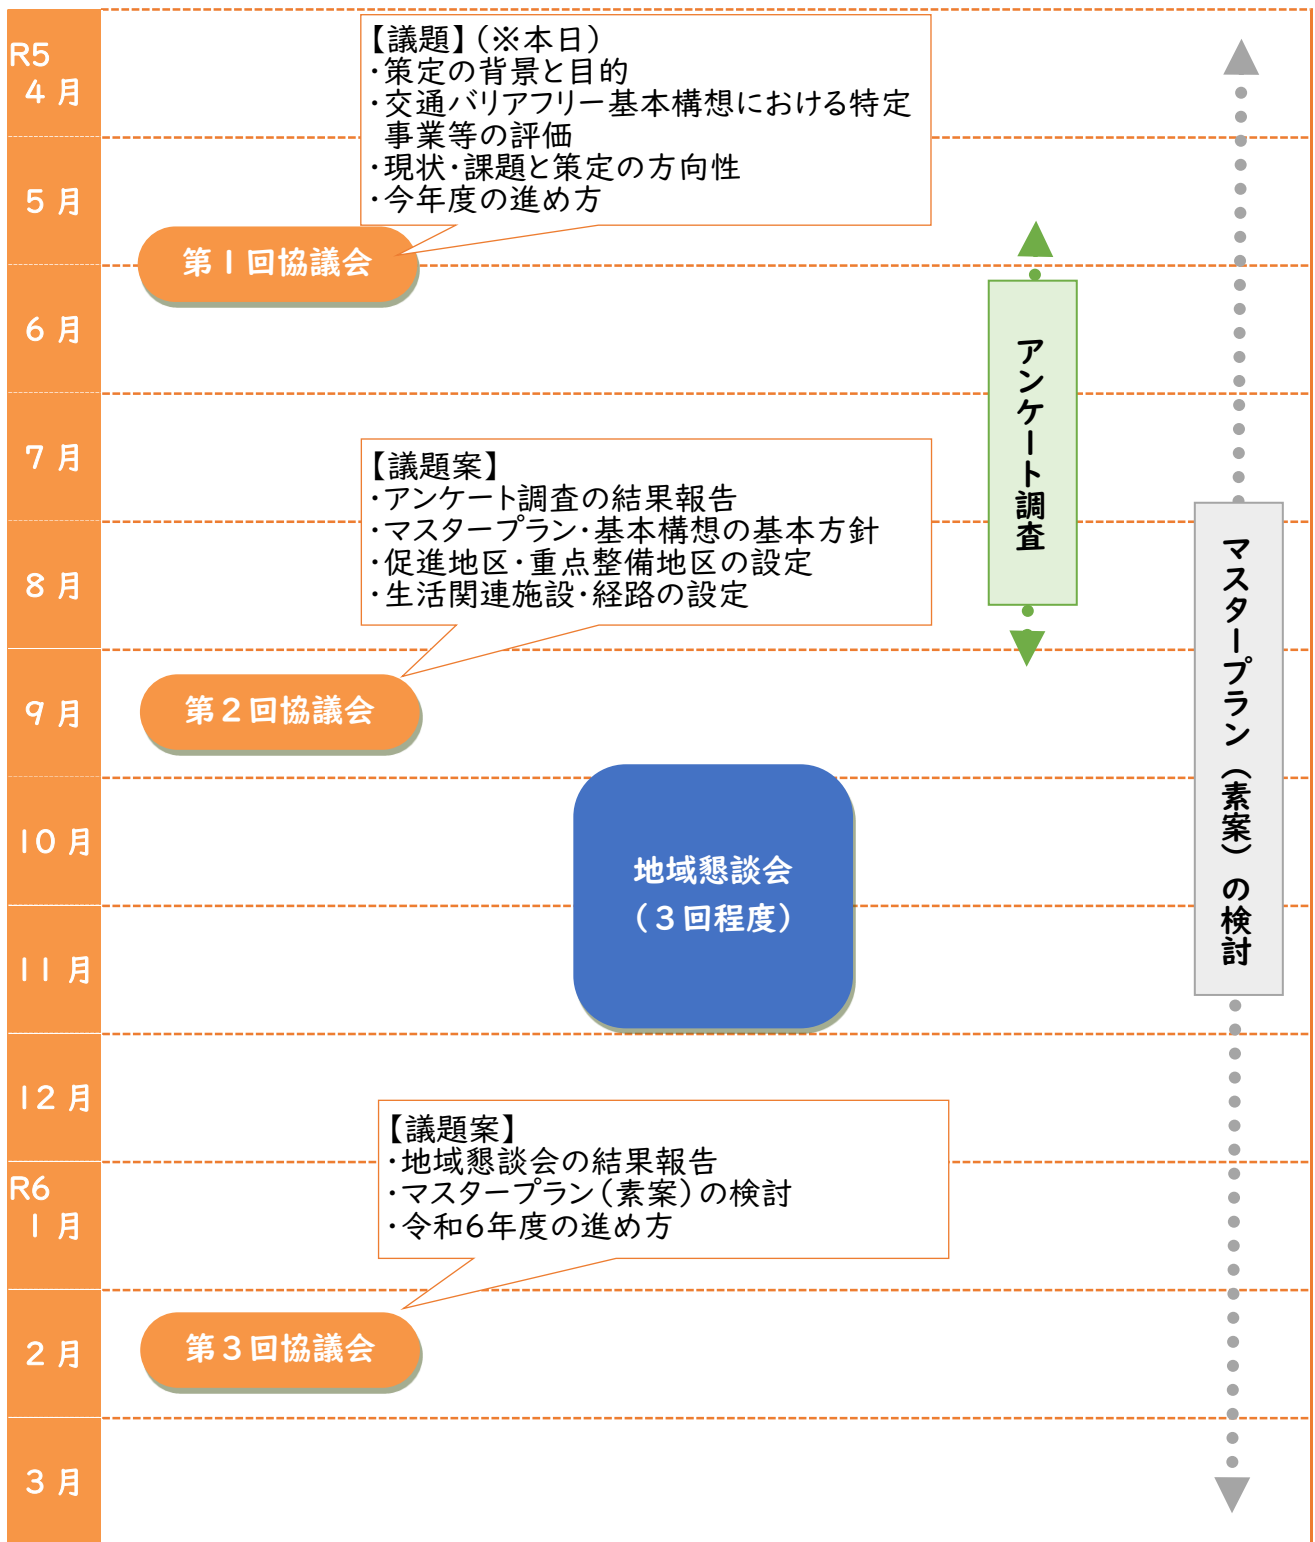 R5
4月
【議題】（※本日）
・策定の背景と目的
・交通バリアフリー基本構想における特定
事業等の評価
・現状・課題と策定の方向性
・今年度の進め方
5月
第1回協議会
6月
アンケート調査
7月
【議題案】
・アンケート調査の結果報告
・マスタープラン・基本構想の基本方針
・促進地区・重点整備地区の設定
・生活関連施設・経路の設定
8月
マスタープラン（素案）の検討
9月
第2回協議会
10月
地域懇談会
（3回程度）
11月
12月
【議題案】
・地域懇談会の結果報告
・マスタープラン（素案）の検討
・令和6年度の進め方
R6
1月
2月
第3回協議会
3月